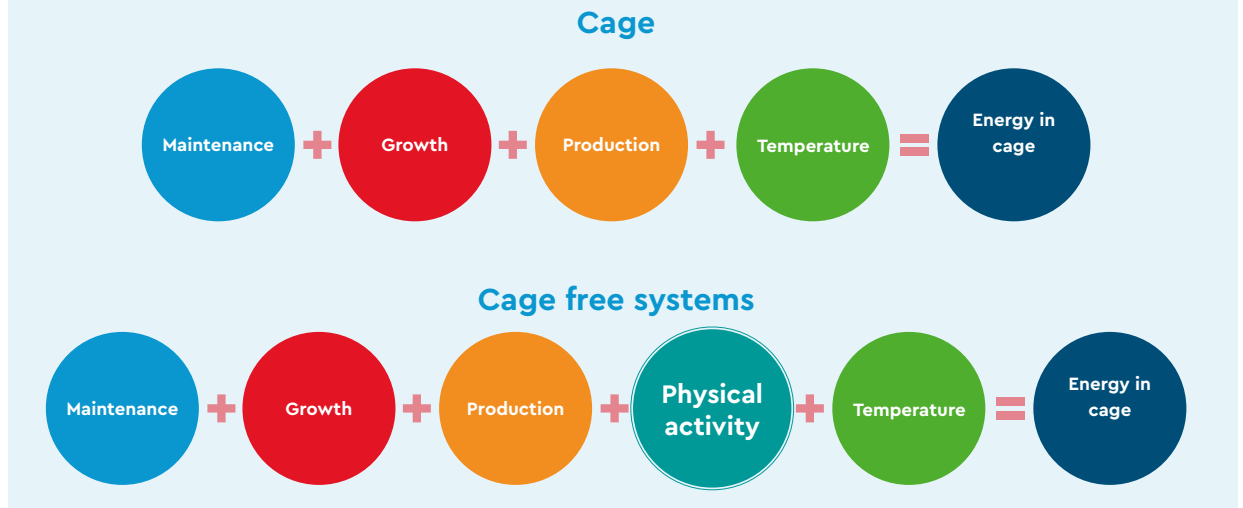 Cage
Maintenance + Growth + Production + Temperature = Energy in
cage
Cage free systems
Maintenance + Growth + Production + Physical
activity + Temperature = Energy in
cage